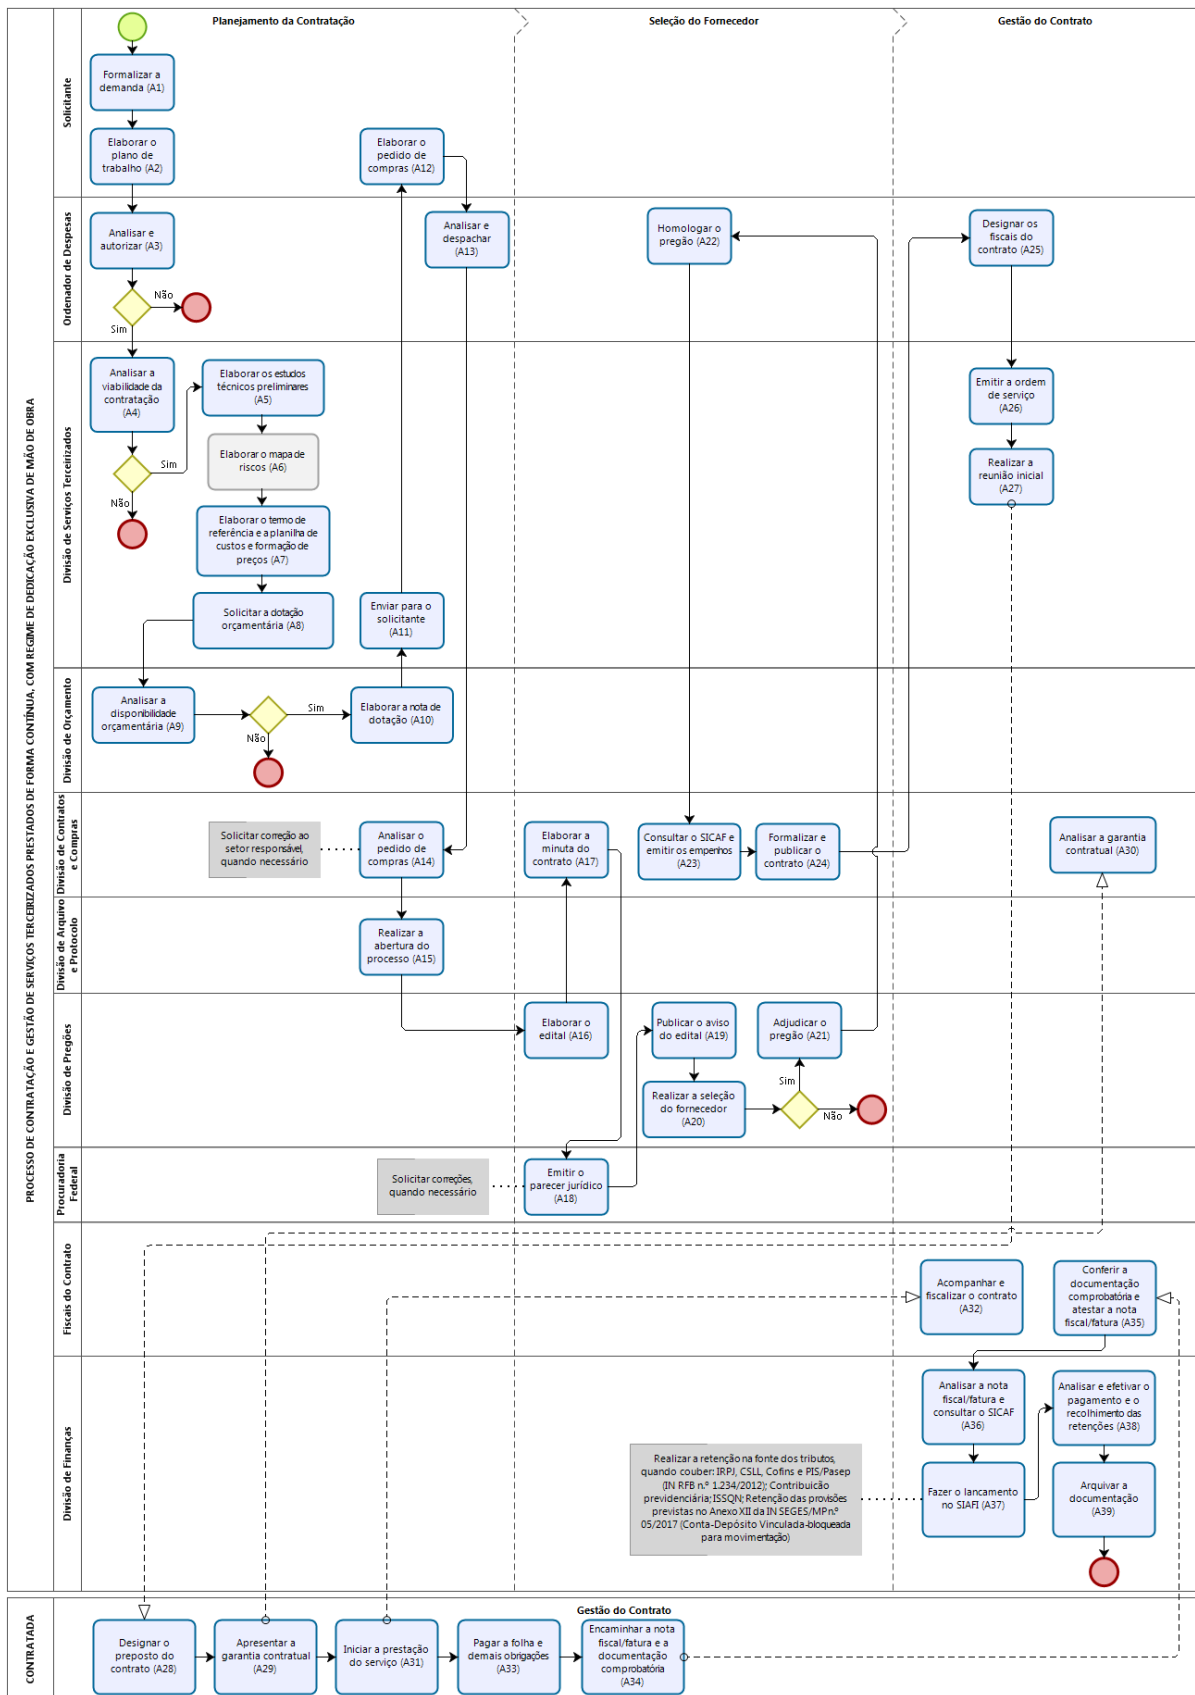 PROCESSO DE CONTRATAÇÃO E GESTÃO DE SERVIÇOS TERCEIRIZADOS PRESTADOS DE FORMA CONTÍNUA, COM REGIME DE DEDICAÇÃO EXCLUSIVA DE MÃO DE OBRA
Planejamento da Contratação
Seleção do Fornecedor
Gestão do Contrato
Solicitante
Formalizar a
demanda (A1)
Elaborar o
plano de
trabalho (A2)
Elaborar o
pedido de
compras (A12)
Ordenador de Despesas
Analisar e
autorizar (A3)
Não
Sim
Analisar e
despachar
(A13)
Homologar o
pregão (A22)
Designar os
fiscais do
contrato (A25)
Divisão de Serviços Terceirizados
Analisar a
viabilidade da
contratação
(A4)
Sim
Não
Elaborar os estudos
técnicos preliminares
(A5)
Elaborar o mapa de
riscos (A6)
Elaborar o termo de
referência e a planilha de
custos e formação de
preços (A7)
Solicitar a dotação
orçamentária (A8)
Enviar para o
solicitante
(A11)
Emitir a ordem
de serviço
(A26)
Realizar a
reunião inicial
(A27)
Divisão de Orçamento
Analisar a
disponibilidade
orçamentária (A9)
Sim
Não
Elaborar a nota de
dotação (A10)
Divisão de Contratos
e Compras
Solicitar correção ao
setor responsável,
quando necessário
Analisar o
pedido de
compras (A14)
Elaborar a
minuta do
contrato (A17)
Consultar o SICAF e
emitir os empenhos
(A23)
Formalizar e
publicar o
contrato (A24)
Analisar a garantia
contratual (A30)
Divisão de Arquivo
e Protocolo
Realizar a
abertura do
processo (A15)
Divisão de Pregões
Elaborar o
edital (A16)
Publicar o aviso
do edital (A19)
Adjudicar o
pregão (A21)
Sim
Realizar a seleção
do fornecedor
(A20)
Não
Procuradoria
Federal
Solicitar correções,
quando necessário
Emitir o
parecer jurídico
(A18)
Fiscais do Contrato
Acompanhar e
fiscalizar o contrato
(A32)
Conferir a
documentação
comprobatória e
atestar a nota
fiscal/fatura (A35)
Divisão de Finanças
Analisar a nota
fiscal/fatura e
consultar o SICAF
(A36)
Analisar e efetivar o
pagamento e o
recolhimento das
retenções (A38)
Realizar a retenção na fonte dos tributos,
quando couber: IRPJ, CSLL, Cofins e PIS/Pasep
(IN RFB n.º 1.234/2012); Contribuicão
previdenciária; ISSQN; Retenção das provisões
previstas no Anexo XII da IN SEGES/MP n.º
05/2017 (Conta-Depósito Vinculada-bloqueada
para movimentação)
Fazer o lancamento
no SIAFI (A37)
Arquivar a
documentação
(A39)
CONTRATADA
Gestão do Contrato
Designar o
preposto do
contrato (A28)
Apresentar a
garantia contratual
(A29)
Iniciar a prestação
do serviço (A31)
Pagar a folha e
demais obrigações
(A33)
Encaminhar a nota
fiscal/fatura e a
documentação
comprobatória
(A34)